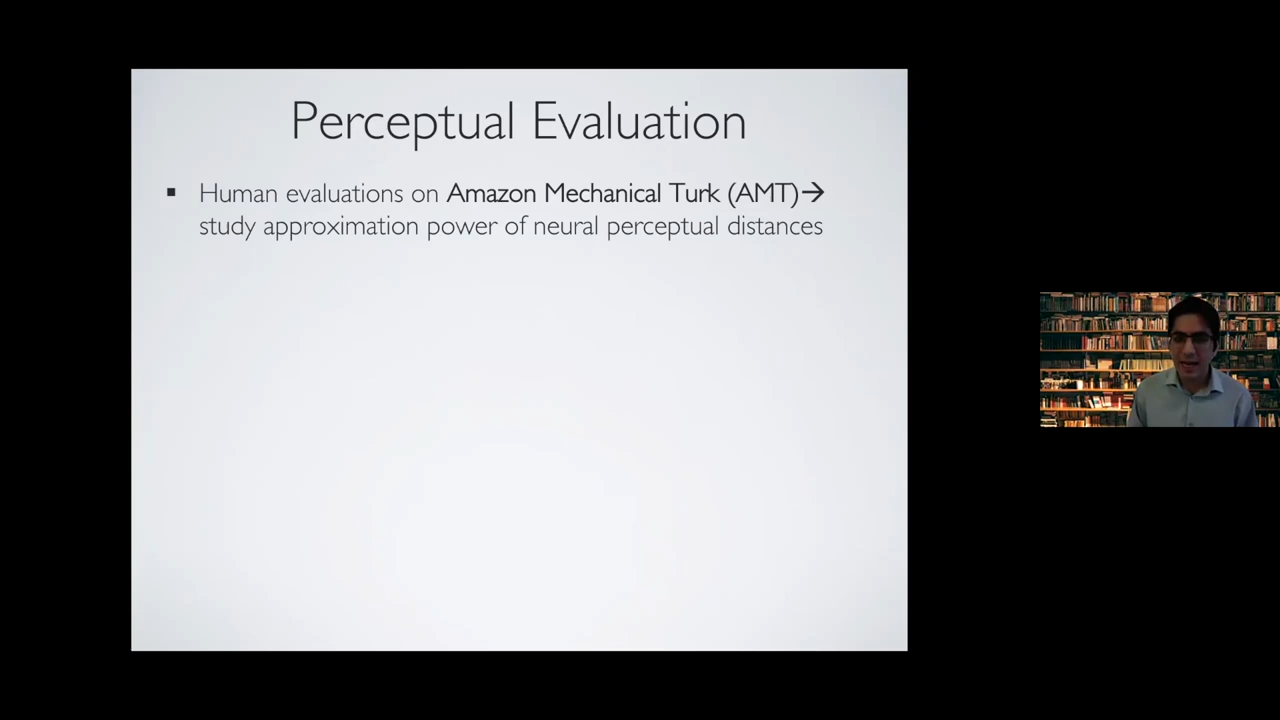 Perceptual Evaluation
▪ Human evaluations on Amazon Mechanical Turk (AMT)→
study approximation power of neural perceptual distances